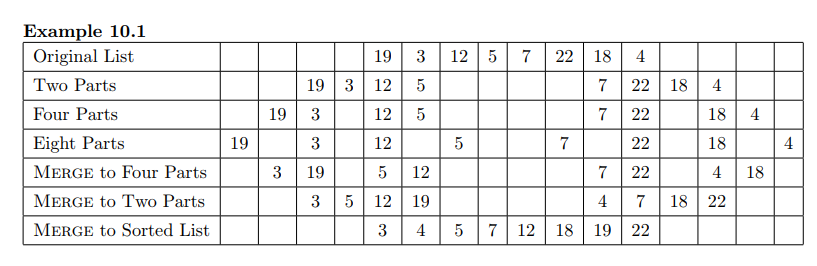 Example 10.1
Original List 19 3 12 5 7 22 18 4
Two Parts 19 3 12 5 7 22 18 4
Four Parts 19 3 12 5 7 22 18 4
Eight Parts 19 3 12 5 7 22 18 4
MERGE to Four Parts 3 19 5 12 7 22 4 18
MERGE to Two Parts 3 5 12 19 4 7 18 22
MERGE to Sorted List 3 4 5 7 12 18 19 22